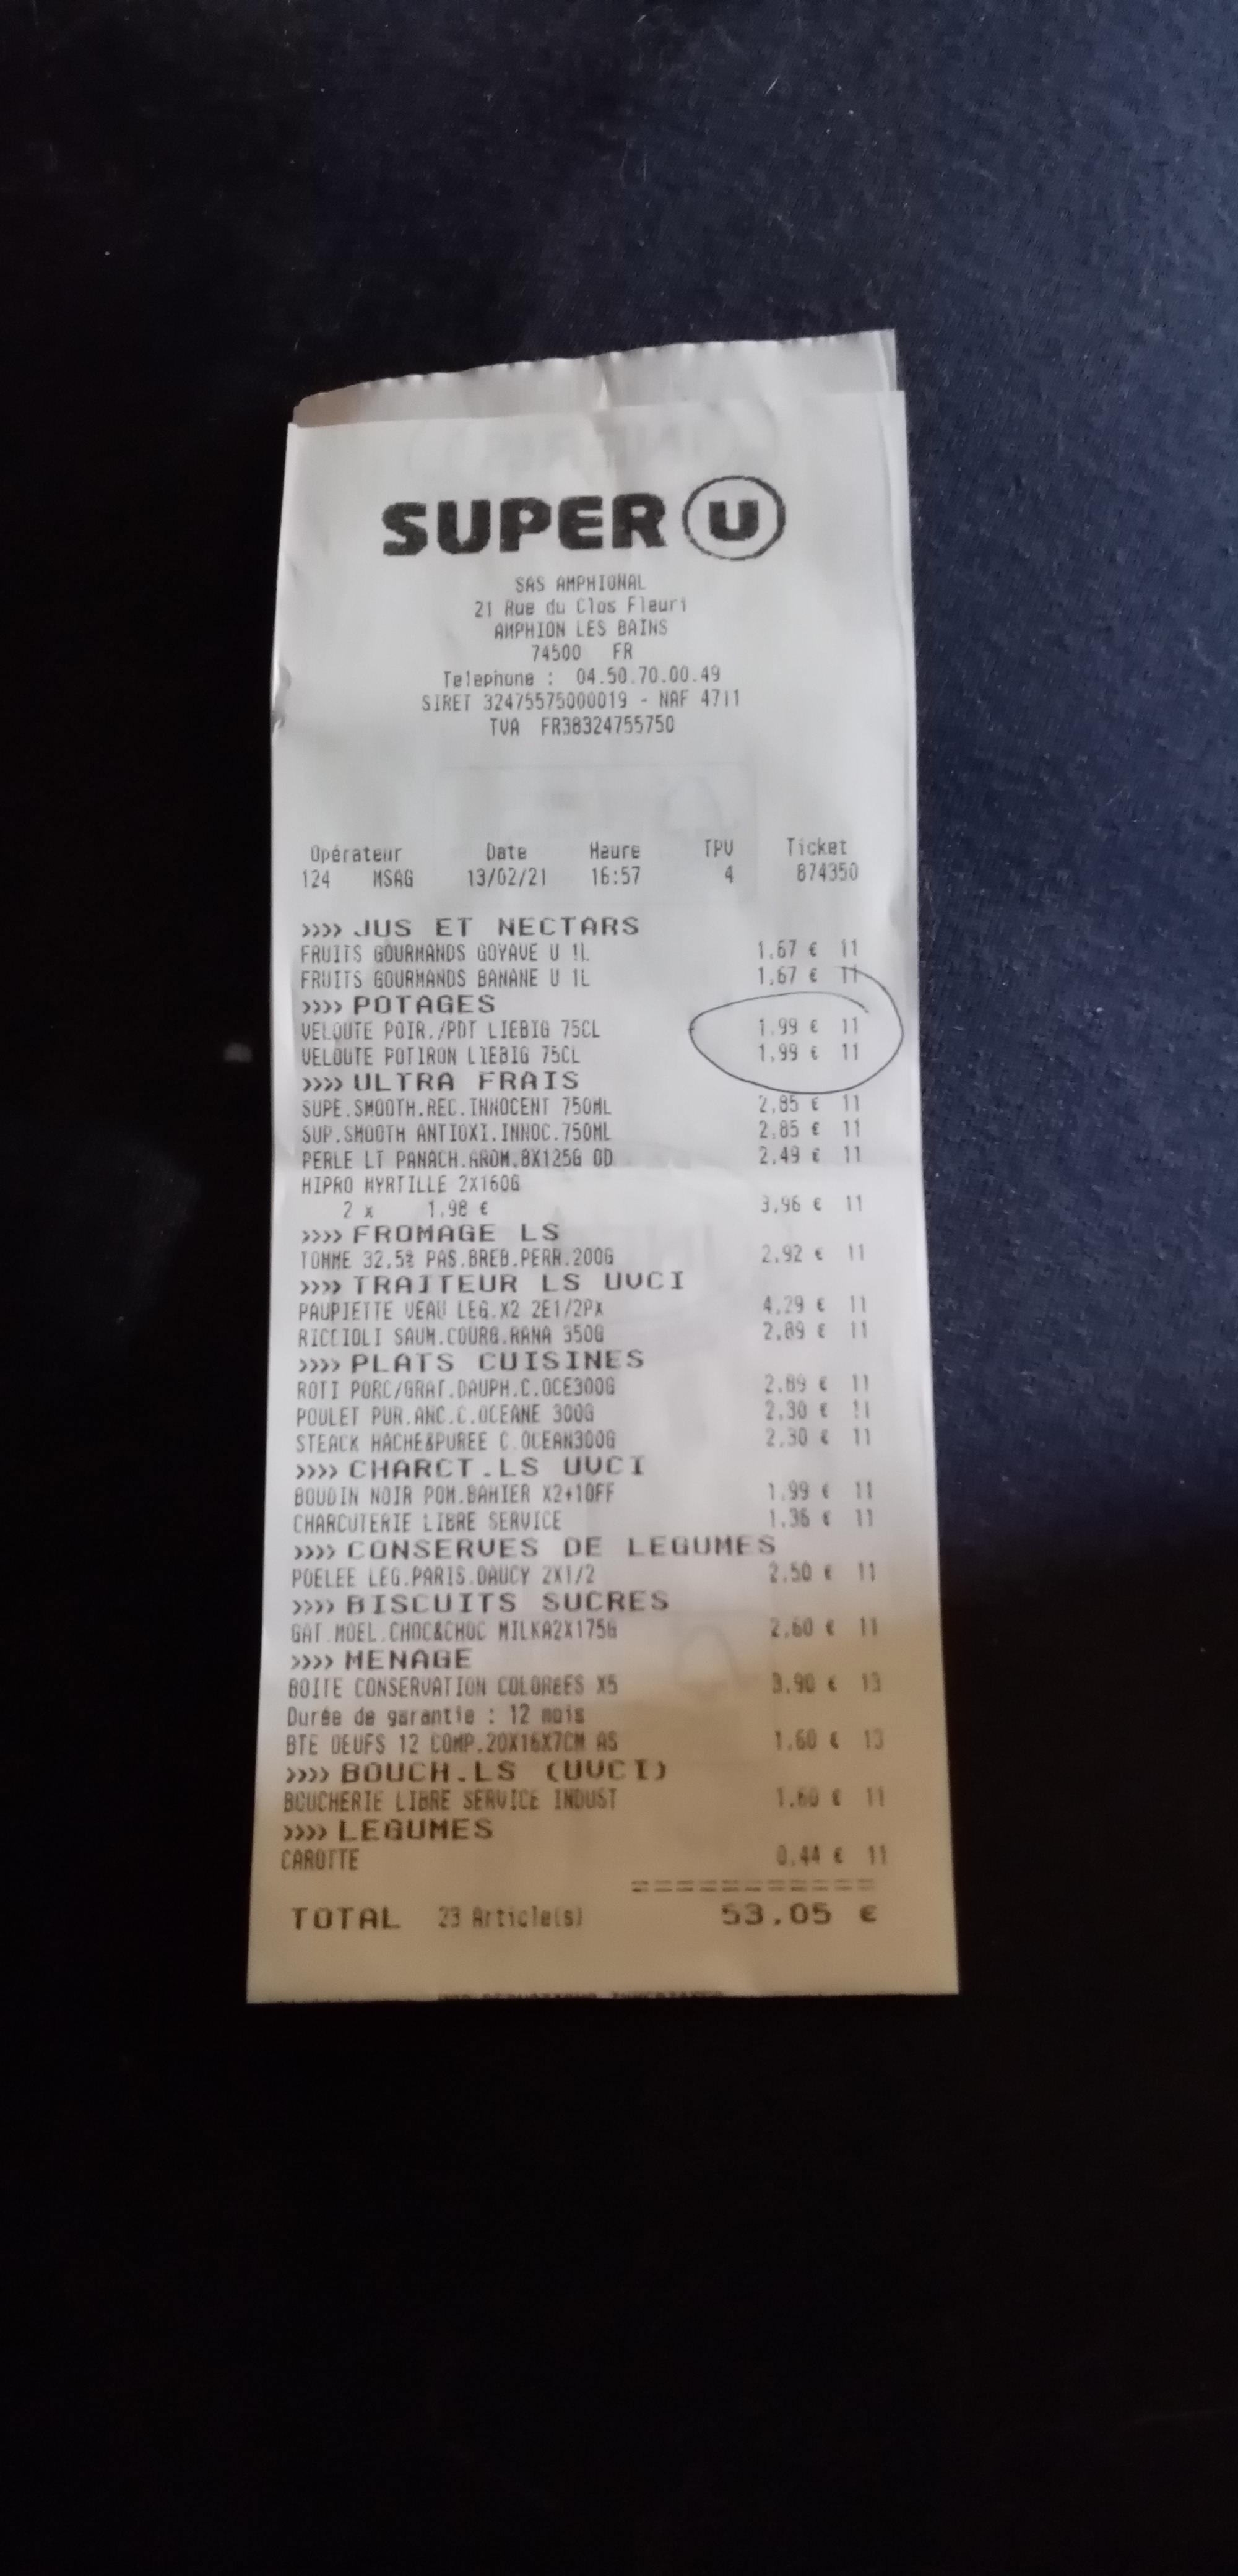 SUPER U
SAS AMPHIONAL
21 Rue du Clos Fleuri
AMPHION LES BAINS
74500 FR
Telephone : 04.50.70.00.49
SIRET 32475575000019 - NAF 4711
TVA FR38324755750
Opérateur Date Heure TPV Ticket
124 MSAG 13/02/21 16:57 4 874350
>>>> JUS ET NECTARS
FRUITS GOURMANDS GOYAVE U 1L 1.67 € 11
FRUITS GOURMANDS BANANE U 1L 1.67 € 11
>>>> POTAGES
VELOUTE POIR./PDT LIEBIG 75CL 1.99 € 11
VELOUTE POTIRON LIEBIG 75CL 1.99 € 11
>>>> ULTRA FRAIS
SUPE.SMOOTH.REC.INNOCENT 750ML 2.85 € 11
SUP.SMOOTH ANTIOXI.INNOC.750ML 2.85 € 11
PERLE LT PANACH.AROM.8X125G OD 2.49 € 11
HIPRO MYRTILLE 2X160G
2 x 1.98 € 3.96 € 11
>>>> FROMAGE LS
TOMME 32.5% PAS.BREB.PERR.200G 2.92 € 11
>>>> TRAITEUR LS UVCI
PAUPIETTE VEAU LEG.X2 2E1/2PX 4.29 € 11
RICCIOLI SAUM.COURG.RANA 350G 2.89 € 11
>>>> PLATS CUISINES
ROTI PORC/GRAT.DAUPH.C.OCE300G 2.89 € 11
POULET PUR.ANC.C.OCEANE 300G 2.30 € 11
STEACK HACHE&PUREE C.OCEAN300G 2.30 € 11
>>>> CHARCT.LS UVCI
BOUDIN NOIR POM.BAHIER X2+10FF 1.99 € 11
CHARCUTERIE LIBRE SERVICE 1.36 € 11
>>>> CONSERVES DE LEGUMES
POELEE LEG.PARIS.DAUCY 2X1/2 2.50 € 11
>>>> BISCUITS SUCRES
GAT.MOEL.CHOC&CHOC MILKA2X175G 2.60 € 11
>>>> MENAGE
BOITE CONSERVATION COLORéES X5 3.90 € 13
Durée de garantie : 12 mois
BTE OEUFS 12 COMP.20X16X7CM AS 1.60 € 13
>>>> BOUCH.LS (UVCI)
BOUCHERIE LIBRE SERVICE INDUST 1.60 € 11
>>>> LEGUMES
CAROTTE 0.44 € 11
===========
TOTAL 23 Article(s) 53.05 €